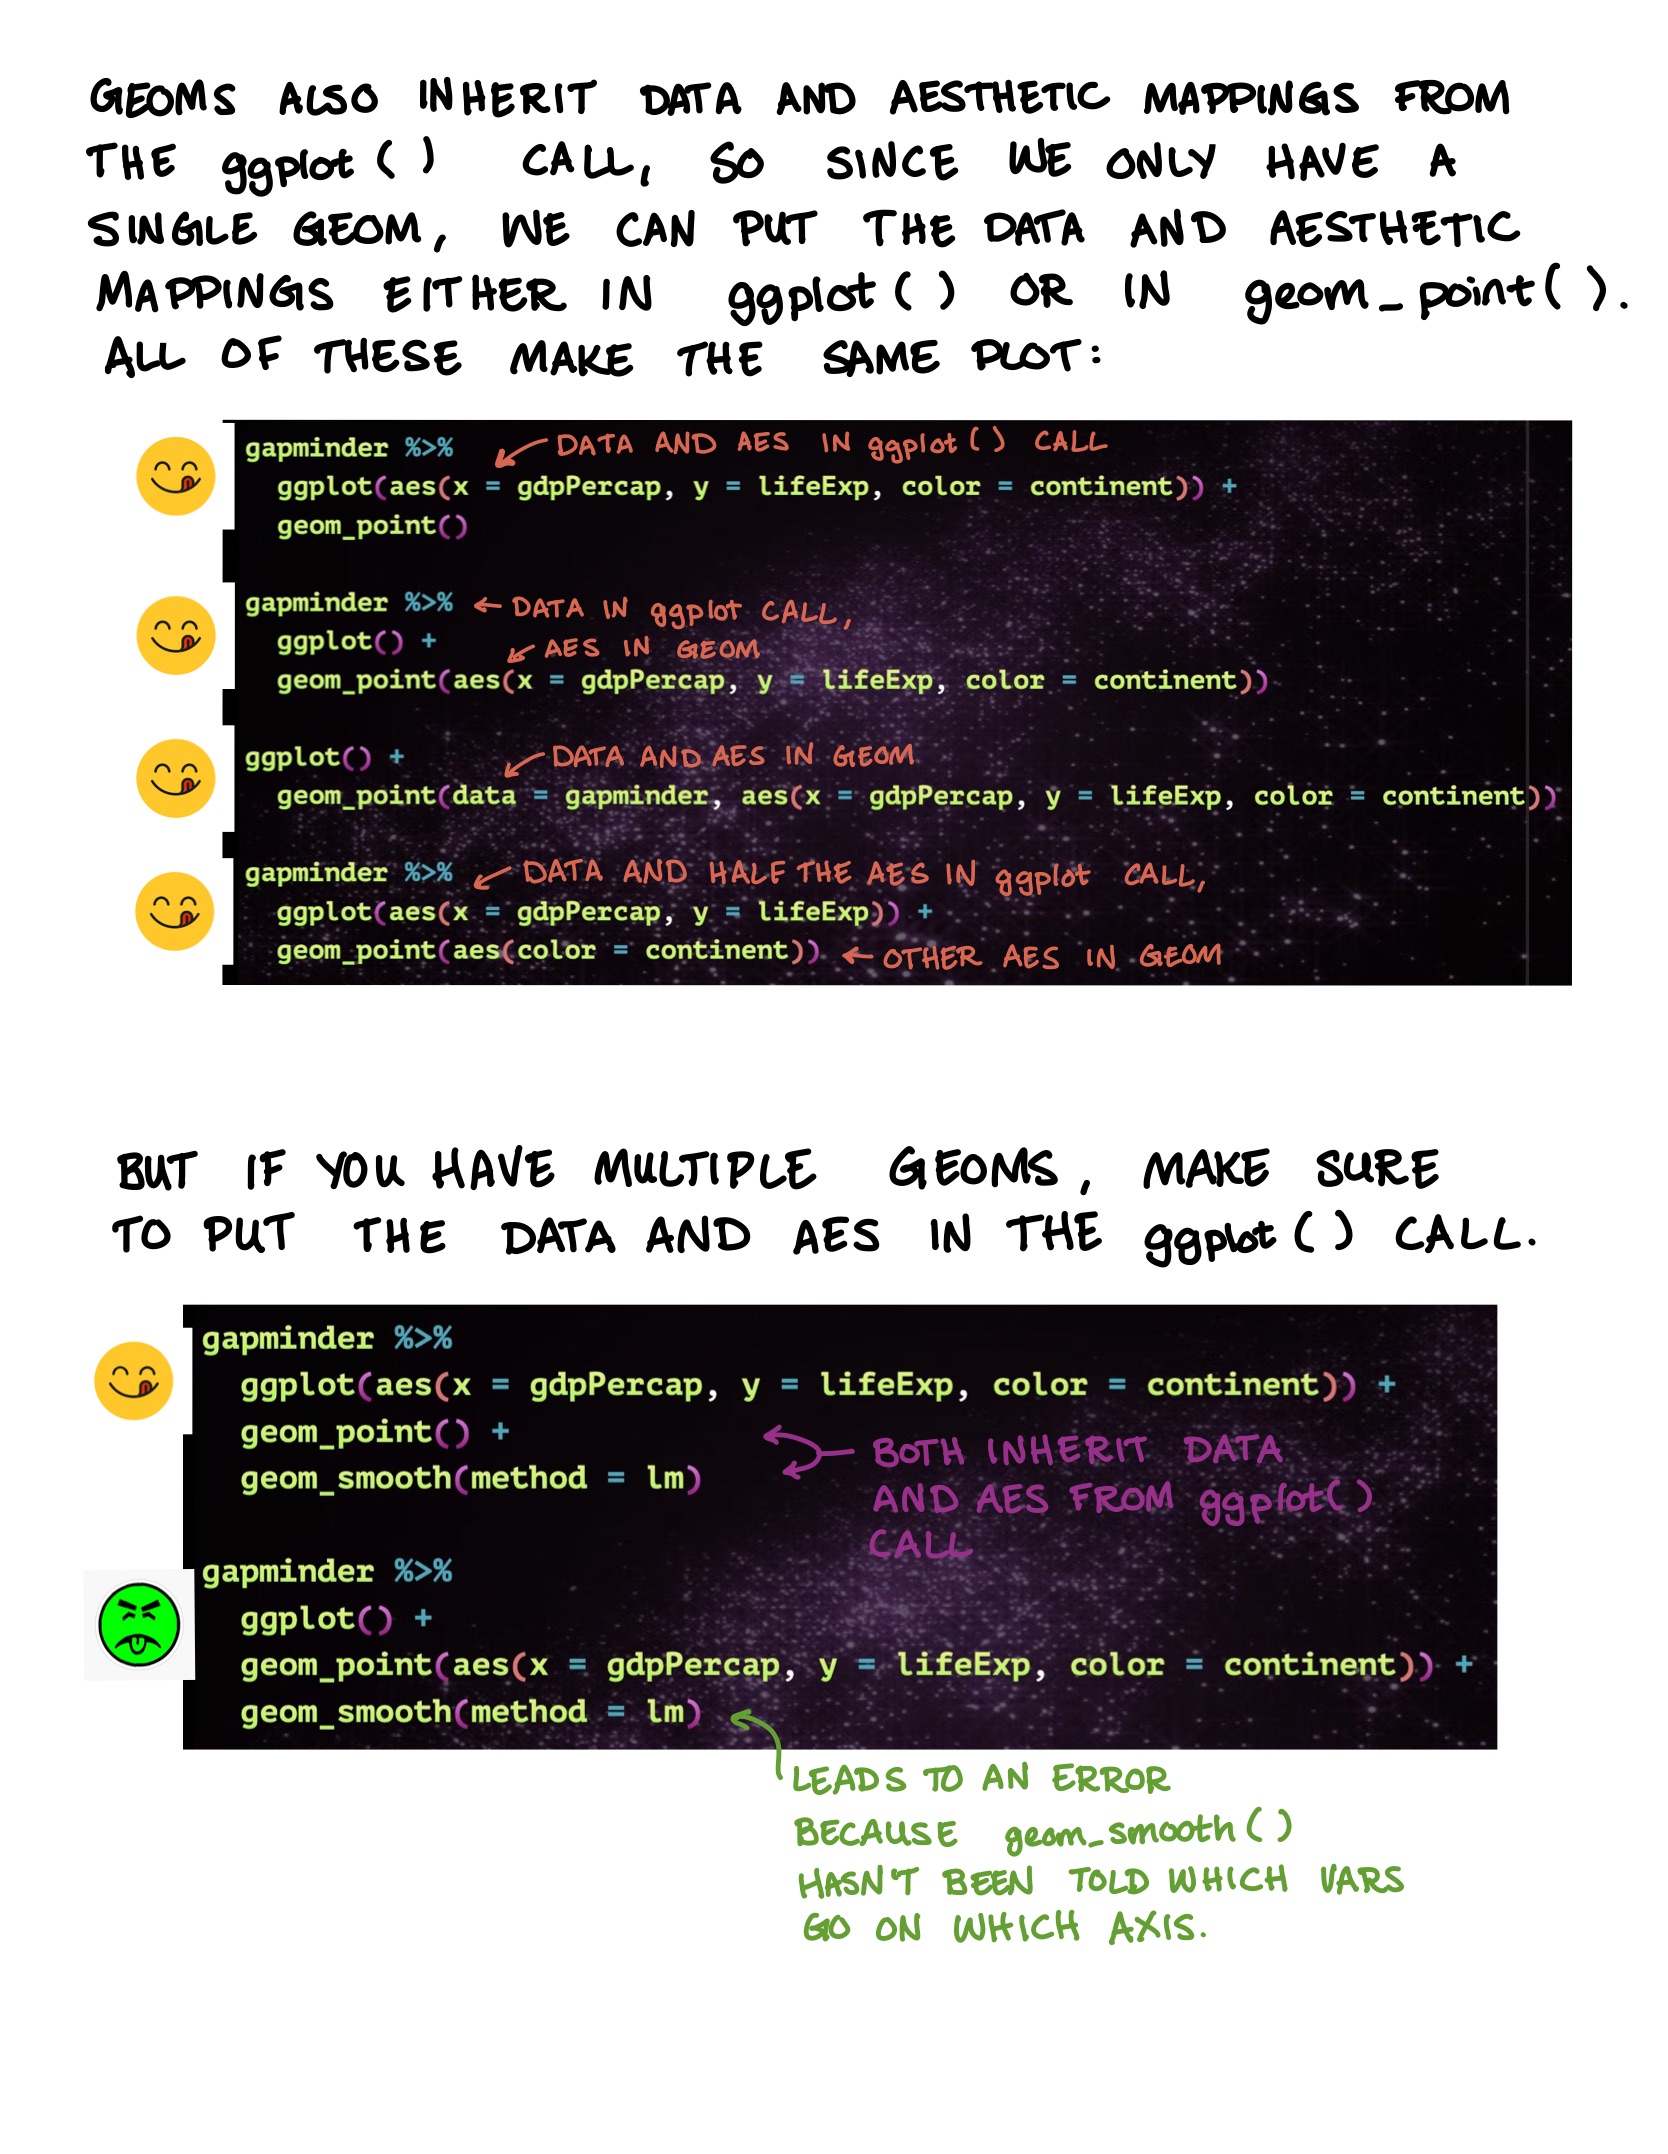 GEOMS ALSO INHERIT DATA AND AESTHETIC MAPPINGS FROM
THE ggplot() CALL, SO SINCE WE ONLY HAVE A
SINGLE GEOM, WE CAN PUT THE DATA AND AESTHETIC
MAPPINGS EITHER IN ggplot() OR IN geom_point().
ALL OF THESE MAKE THE SAME PLOT:
gapminder %>%
DATA AND AES IN ggplot() CALL
ggplot(aes(x = gdpPercap, y = lifeExp, color = continent)) +
geom_point()
gapminder %>%
DATA IN ggplot CALL,
ggplot() +
AES IN GEOM
geom_point(aes(x = gdpPercap, y = lifeExp, color = continent))
ggplot() +
DATA AND AES IN GEOM
geom_point(data = gapminder, aes(x = gdpPercap, y = lifeExp, color = continent))
gapminder %>%
DATA AND HALF THE AES IN ggplot CALL,
ggplot(aes(x = gdpPercap, y = lifeExp)) +
geom_point(aes(color = continent))
OTHER AES IN GEOM
BUT IF YOU HAVE MULTIPLE GEOMS, MAKE SURE
TO PUT THE DATA AND AES IN THE ggplot() CALL.
gapminder %>%
ggplot(aes(x = gdpPercap, y = lifeExp, color = continent)) +
geom_point() +
geom_smooth(method = lm)
BOTH INHERIT DATA
AND AES FROM ggplot()
CALL
gapminder %>%
ggplot() +
geom_point(aes(x = gdpPercap, y = lifeExp, color = continent)) +
geom_smooth(method = lm)
LEADS TO AN ERROR
BECAUSE geom_smooth()
HASN'T BEEN TOLD WHICH VARS
GO ON WHICH AXIS.